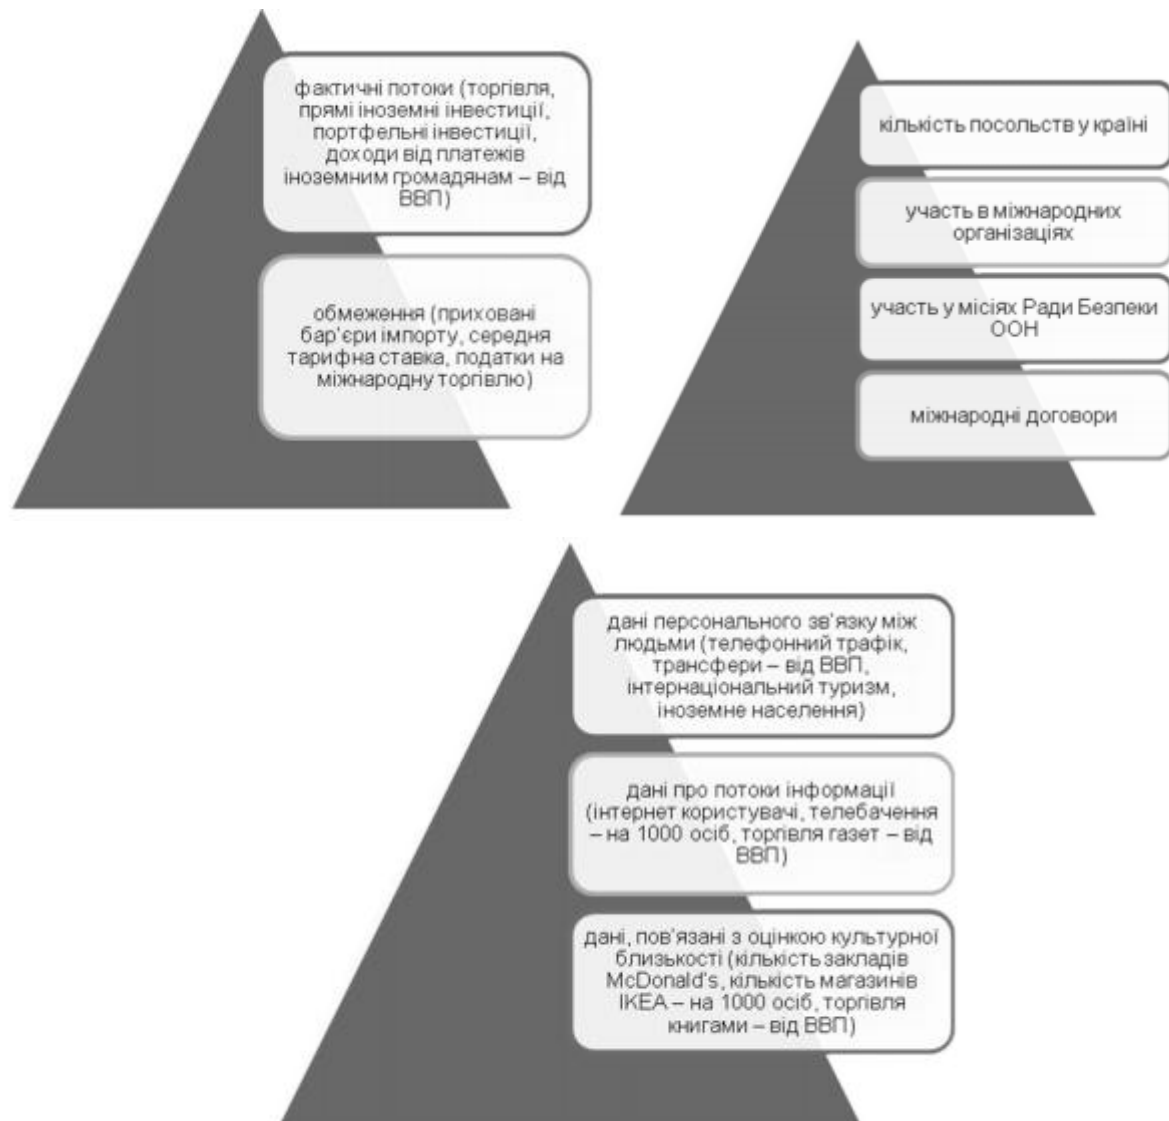 фактичні потоки (торгівля,
прямі іноземні інвестиції,
портфельні інвестиції,
доходи від платежів
іноземним громадянам – від
ВВП)
обмеження (приховані
бар'єри імпорту, середня
тарифна ставка, податки на
міжнародну торгівлю)
кількість посольств у країні
участь в міжнародних
організаціях
участь у місіях Ради Безпеки
ООН
міжнародні договори
дані персонального зв'язку між
людьми (телефонний трафік,
трансфери – від ВВП,
інтернаціональний туризм,
іноземне населення)
дані про потоки інформації
(інтернет користувачі, телебачення
– на 1000 осіб, торгівля газет – від
ВВП)
дані, пов'язані з оцінкою культурної
близькості (кількість закладів
McDonald's, кількість магазинів
IKEA – на 1000 осіб, торгівля
книгами – від ВВП)